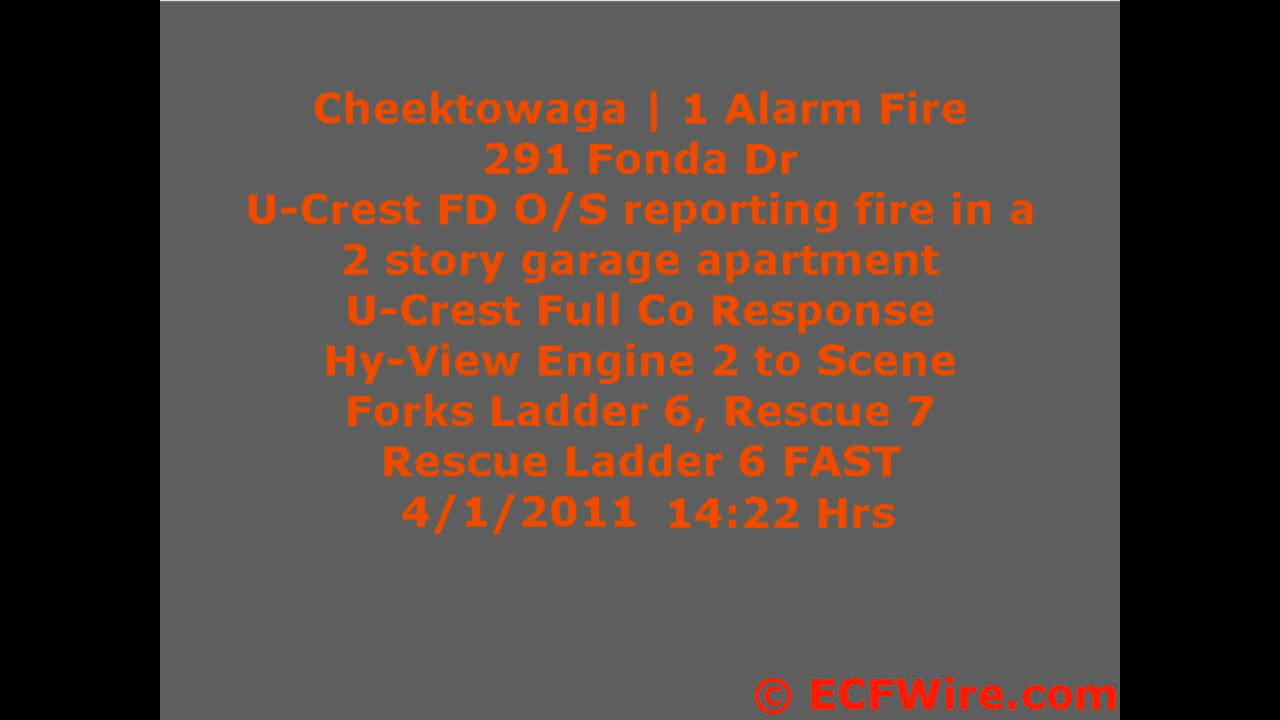 Cheektowaga | 1 Alarm Fire
291 Fonda Dr
U-Crest FD O/S reporting fire in a
2 story garage apartment
U-Crest Full Co Response
Hy-View Engine 2 to Scene
Forks Ladder 6, Rescue 7
Rescue Ladder 6 FAST
4/1/2011  14:22 Hrs
© ECFWire.com